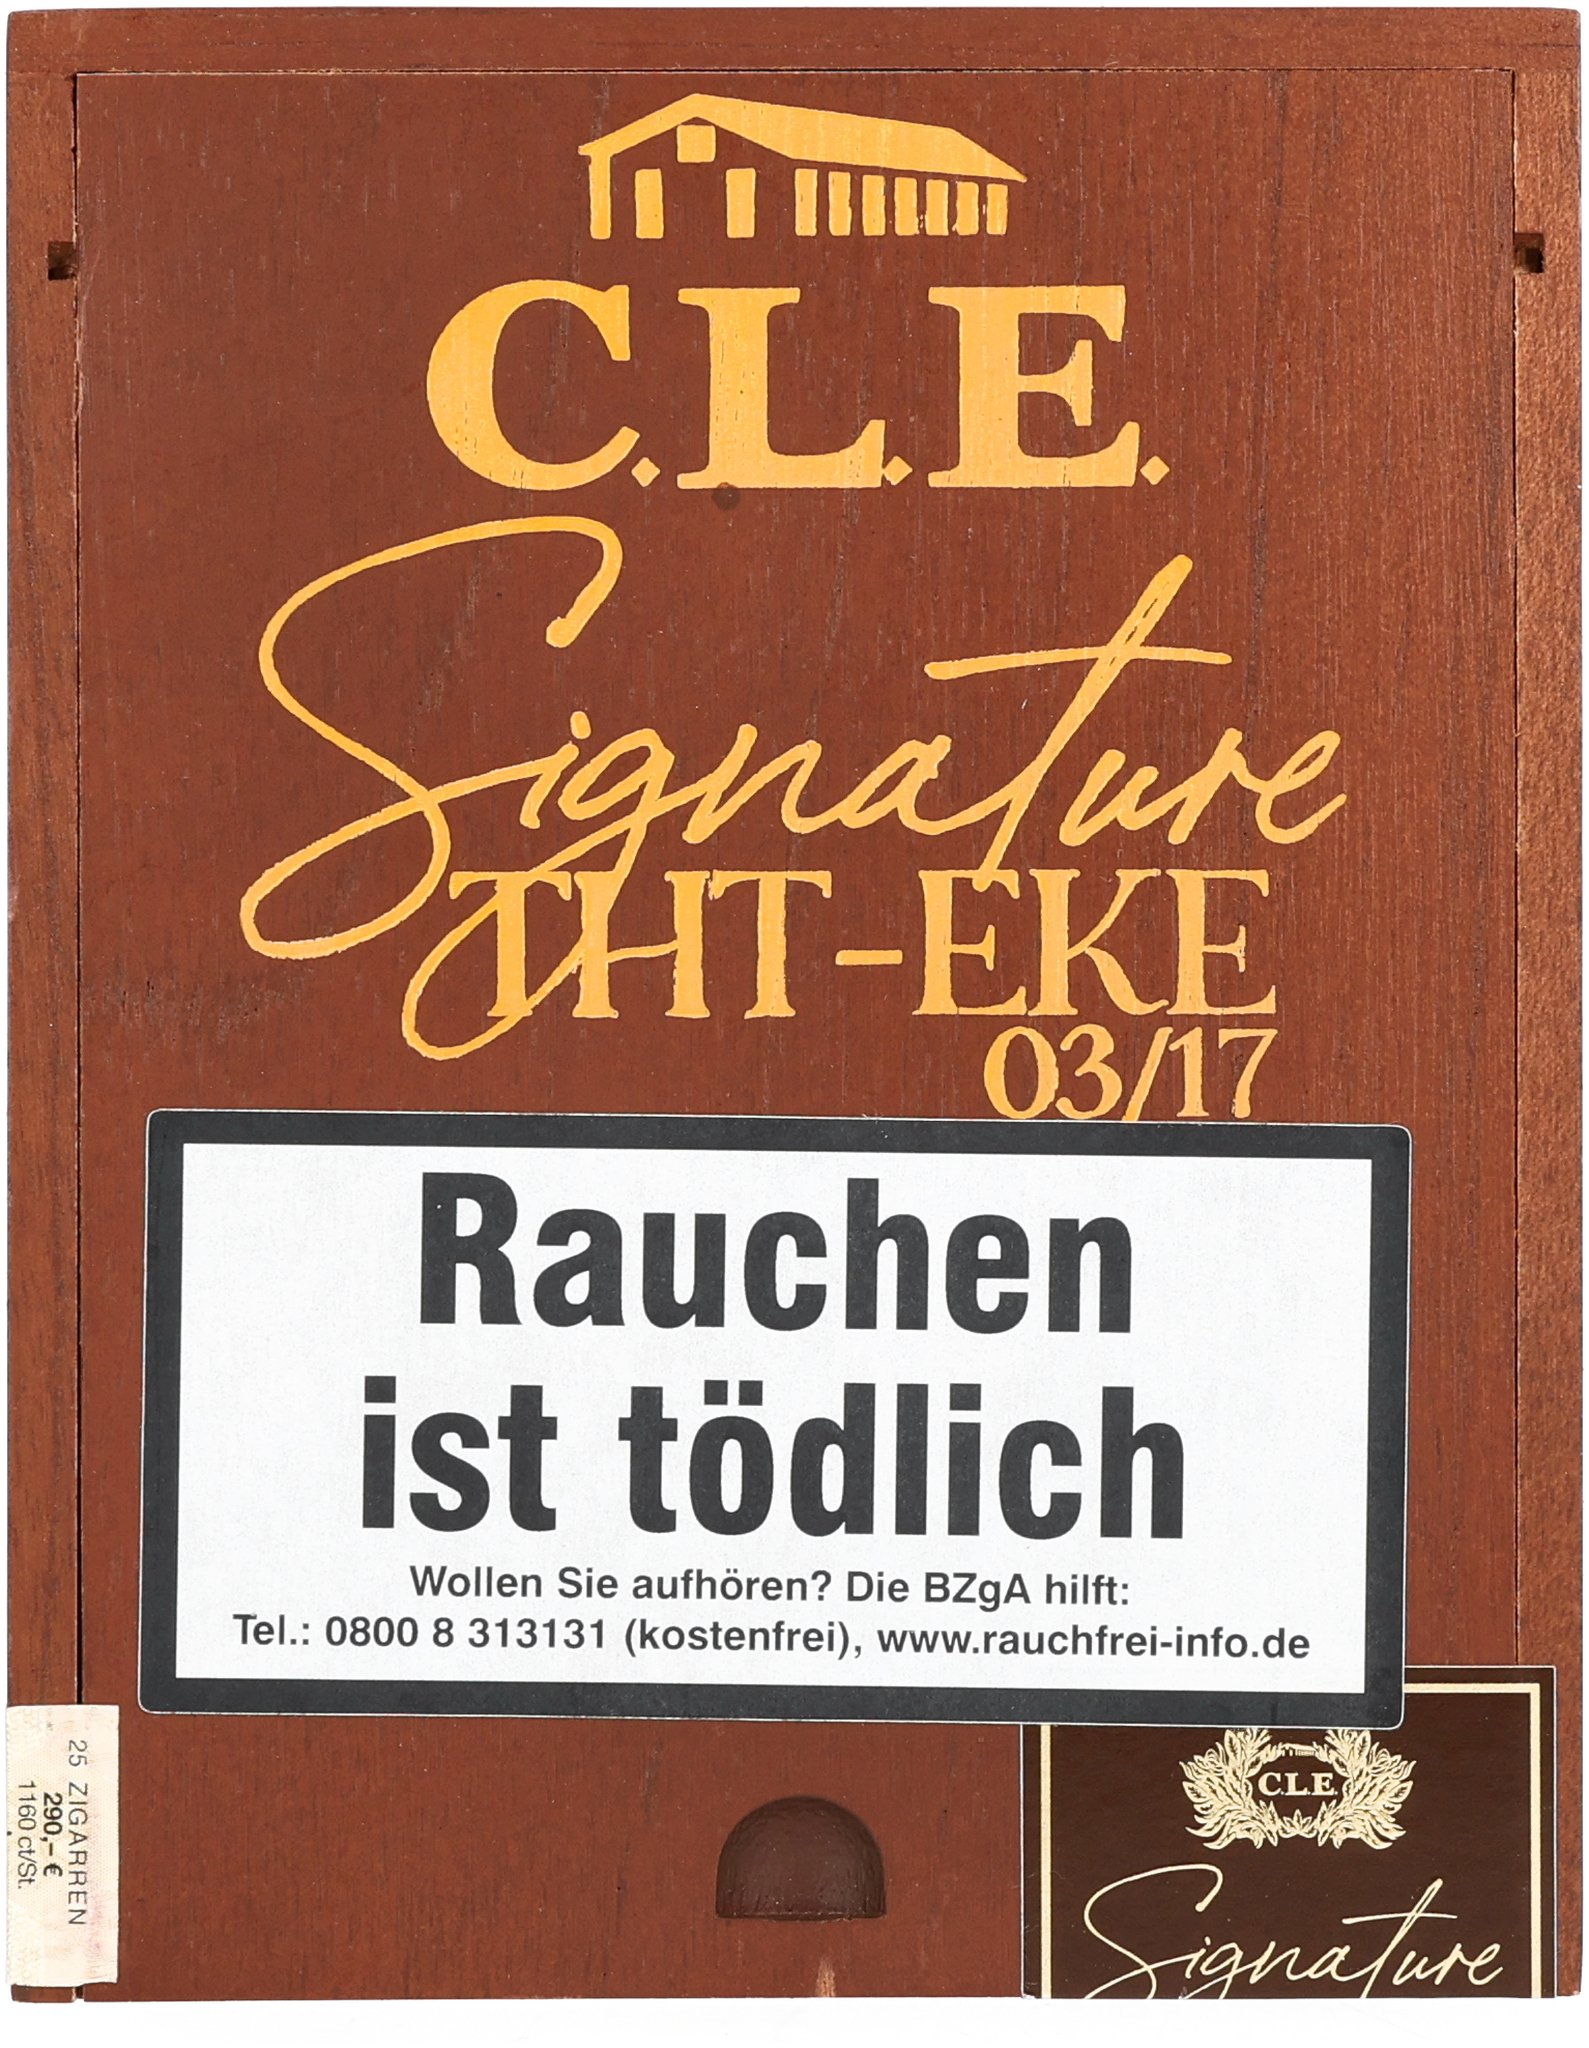 C.L.E.
Signature
THT-EKE
03/17
Rauchen
ist tödlich
Wollen Sie aufhören? Die BZgA hilft:
Tel.: 0800 8 313131 (kostenfrei), www.rauchfrei-info.de
25 ZIGARREN
290,- €
1160 ct/St.
C.L.E.
Signature